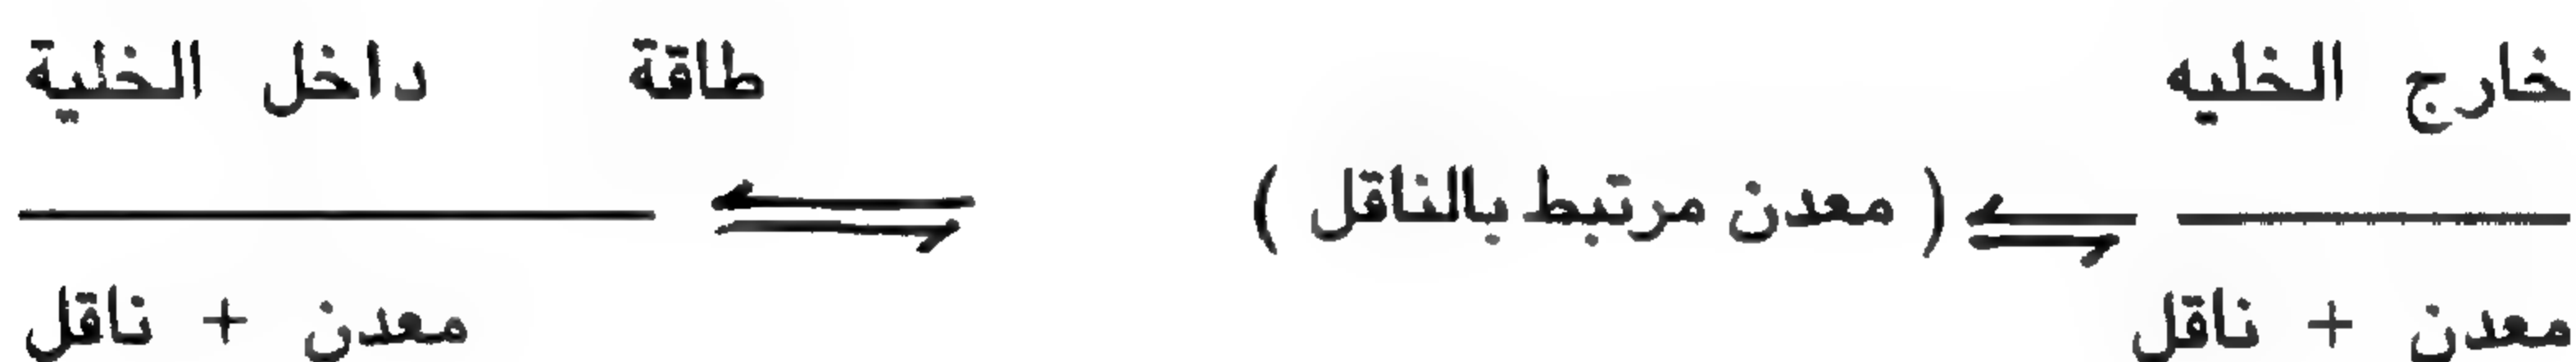 خارج الخليه طاقة داخل الخلية
( معدن مرتبط بالناقل )
معدن + ناقل معدن + ناقل